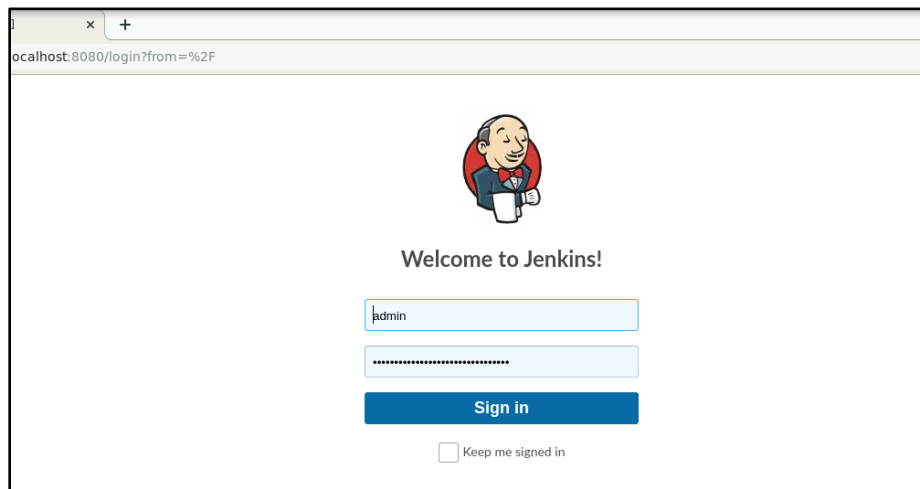 ]
ocalhost:8080/login?from=%2F
Welcome to Jenkins!
admin
••••••••••••••••••••••••••••••••
Sign in
Keep me signed in